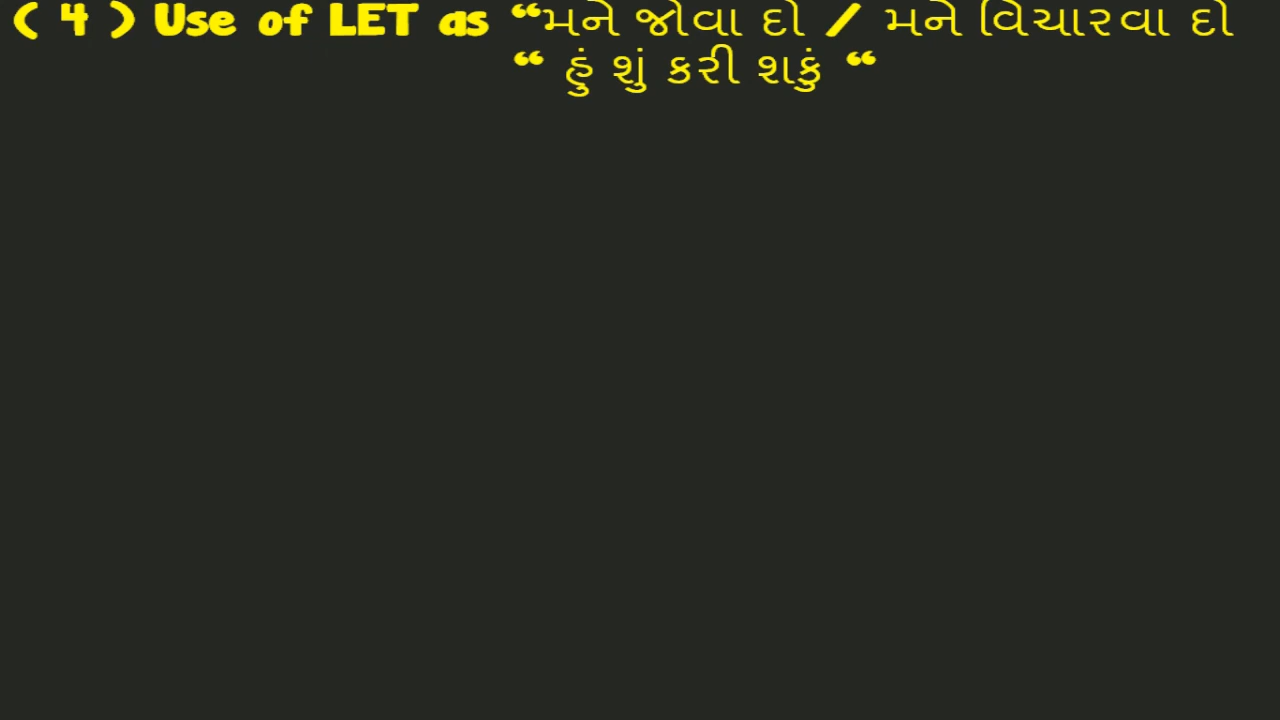 ( 4 ) Use of LET as “મને જોવા દો / મને વિચારવા દો
“ હું શું કરી શકું “